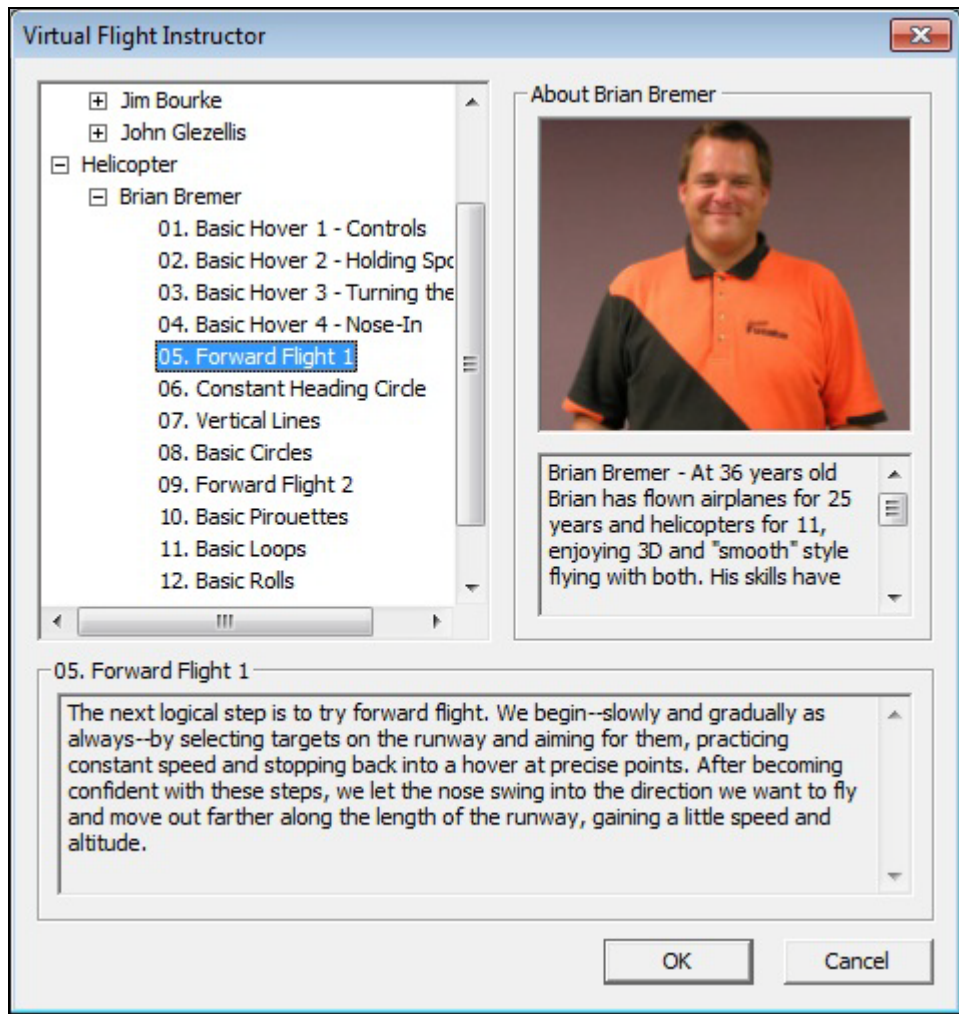 Virtual Flight Instructor
Jim Bourke
John Glezellis
Helicopter
Brian Bremer
01. Basic Hover 1 - Controls
02. Basic Hover 2 - Holding Spo
03. Basic Hover 3 - Turning the
04. Basic Hover 4 - Nose-In
05. Forward Flight 1
06. Constant Heading Circle
07. Vertical Lines
08. Basic Circles
09. Forward Flight 2
10. Basic Pirouettes
11. Basic Loops
12. Basic Rolls
About Brian Bremer
Futaba
Brian Bremer - At 36 years old
Brian has flown airplanes for 25
years and helicopters for 11,
enjoying 3D and "smooth" style
flying with both. His skills have
05. Forward Flight 1
The next logical step is to try forward flight. We begin--slowly and gradually as
always--by selecting targets on the runway and aiming for them, practicing
constant speed and stopping back into a hover at precise points. After becoming
confident with these steps, we let the nose swing into the direction we want to fly
and move out farther along the length of the runway, gaining a little speed and
altitude.
OK
Cancel